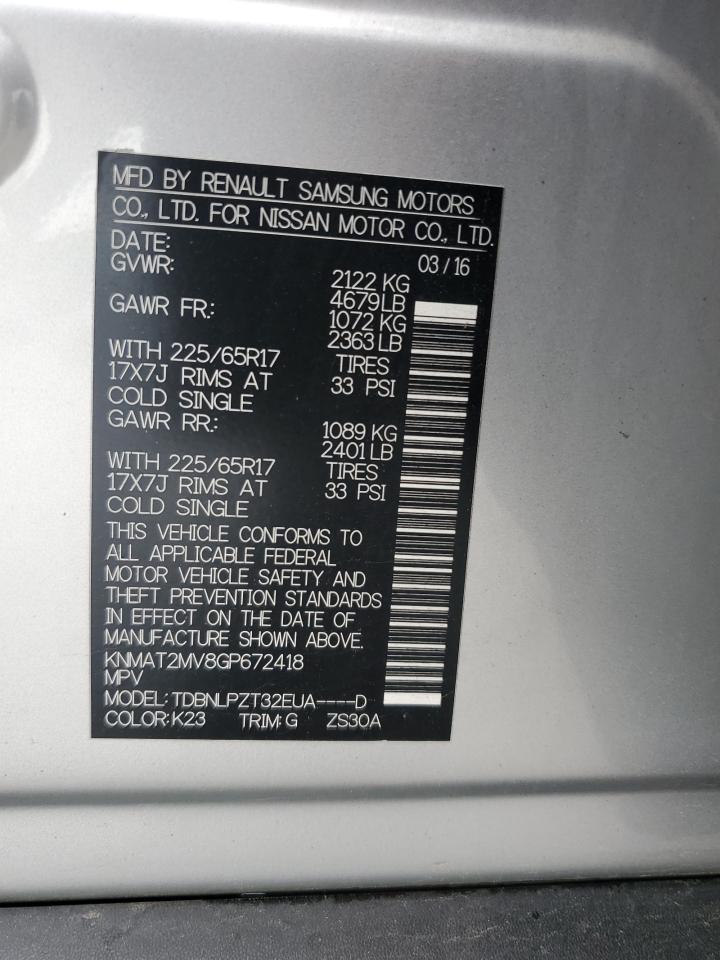 MFD BY RENAULT SAMSUNG MOTORS
CO., LTD. FOR NISSAN MOTOR CO., LTD.
DATE: 03/16
GVWR: 2122 KG
4679LB
GAWR FR.: 1072 KG
2363LB
WITH 225/65R17 TIRES
17X7J RIMS AT 33 PSI
COLD SINGLE
GAWR RR.: 1089 KG
2401LB
WITH 225/65R17 TIRES
17X7J RIMS AT 33 PSI
COLD SINGLE
THIS VEHICLE CONFORMS TO
ALL APPLICABLE FEDERAL
MOTOR VEHICLE SAFETY AND
THEFT PREVENTION STANDARDS
IN EFFECT ON THE DATE OF
MANUFACTURE SHOWN ABOVE.
KNMAT2MV8GP672418
MPV
MODEL: TDBNLPZT32EUA----D
COLOR: K23 TRIM: G ZS30A